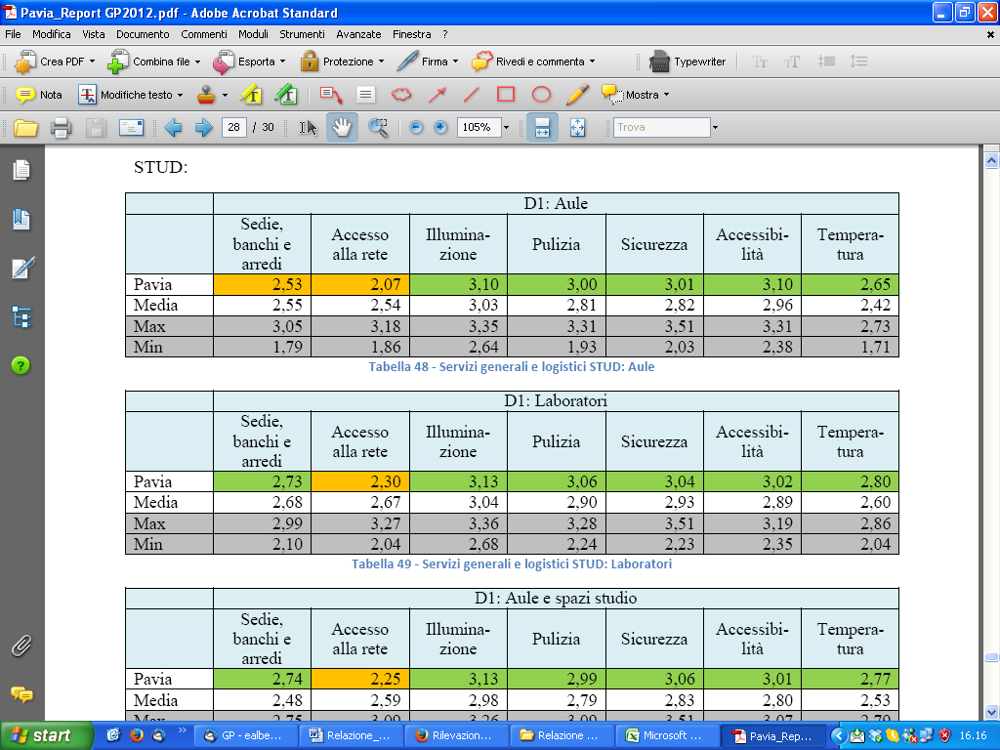 Pavia_Report GP2012.pdf - Adobe Acrobat Standard
File Modifica Vista Documento Commenti Moduli Strumenti Avanzate Finestra ?
Crea PDF Combina file Esporta Protezione Firma Rivedi e commenta Typewriter
Nota Modifiche testo Mostra
28 / 30 105% Trova
STUD:
D1: Aule
Sedie, banchi e arredi Accesso alla rete Illumina-zione Pulizia Sicurezza Accessibi-lità Tempera-tura
Pavia 2,53 2,07 3,10 3,00 3,01 3,10 2,65
Media 2,55 2,54 3,03 2,81 2,82 2,96 2,42
Max 3,05 3,18 3,35 3,31 3,51 3,31 2,73
Min 1,79 1,86 2,64 1,93 2,03 2,38 1,71
Tabella 48 - Servizi generali e logistici STUD: Aule
D1: Laboratori
Sedie, banchi e arredi Accesso alla rete Illumina-zione Pulizia Sicurezza Accessibi-lità Tempera-tura
Pavia 2,73 2,30 3,13 3,06 3,04 3,02 2,80
Media 2,68 2,67 3,04 2,90 2,93 2,89 2,60
Max 2,99 3,27 3,36 3,28 3,51 3,19 2,86
Min 2,10 2,04 2,68 2,24 2,23 2,35 2,04
Tabella 49 - Servizi generali e logistici STUD: Laboratori
D1: Aule e spazi studio
Sedie, banchi e arredi Accesso alla rete Illumina-zione Pulizia Sicurezza Accessibi-lità Tempera-tura
Pavia 2,74 2,25 3,13 2,99 3,06 3,01 2,77
Media 2,48 2,59 2,98 2,79 2,83 2,80 2,53
start GP - ealbe... Relazione_... Rilevazion... Relazione ... Microsoft ... Pavia_Rep... 16.16